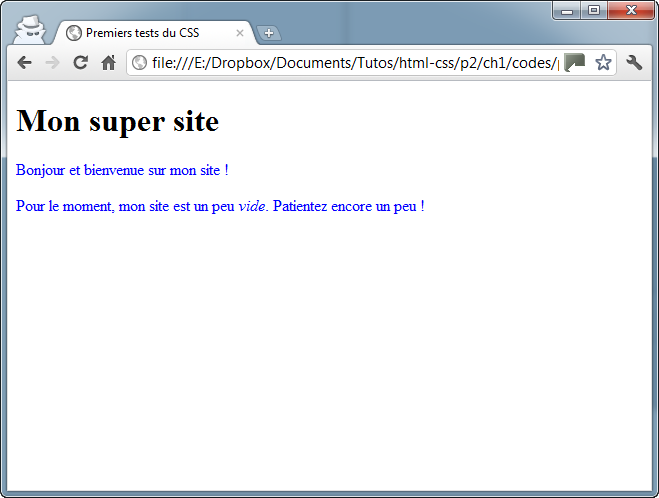 Premiers tests du CSS
file:///E:/Dropbox/Documents/Tutos/html-css/p2/ch1/codes/
Mon super site
Bonjour et bienvenue sur mon site !
Pour le moment, mon site est un peu vide. Patientez encore un peu !